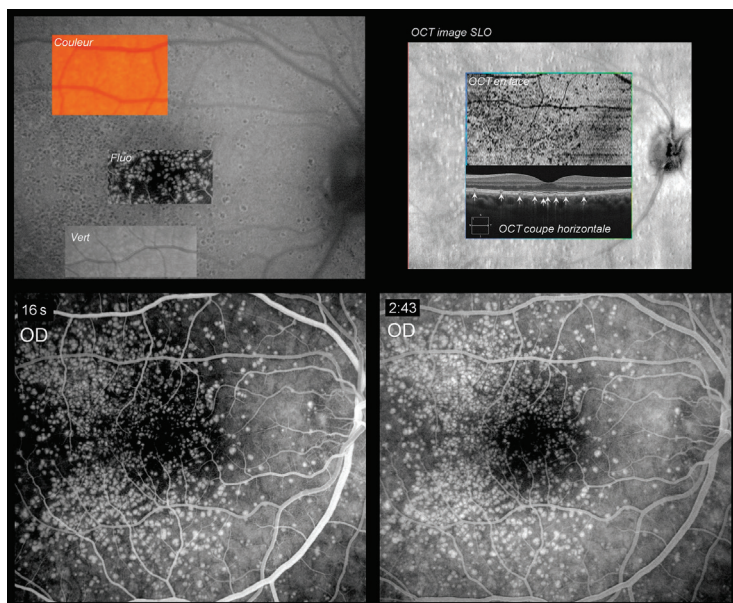 Couleur
Fluo
Vert
OCT image SLO
OCT en face
OCT coupe horizontale
16 s
OD
2:43
OD